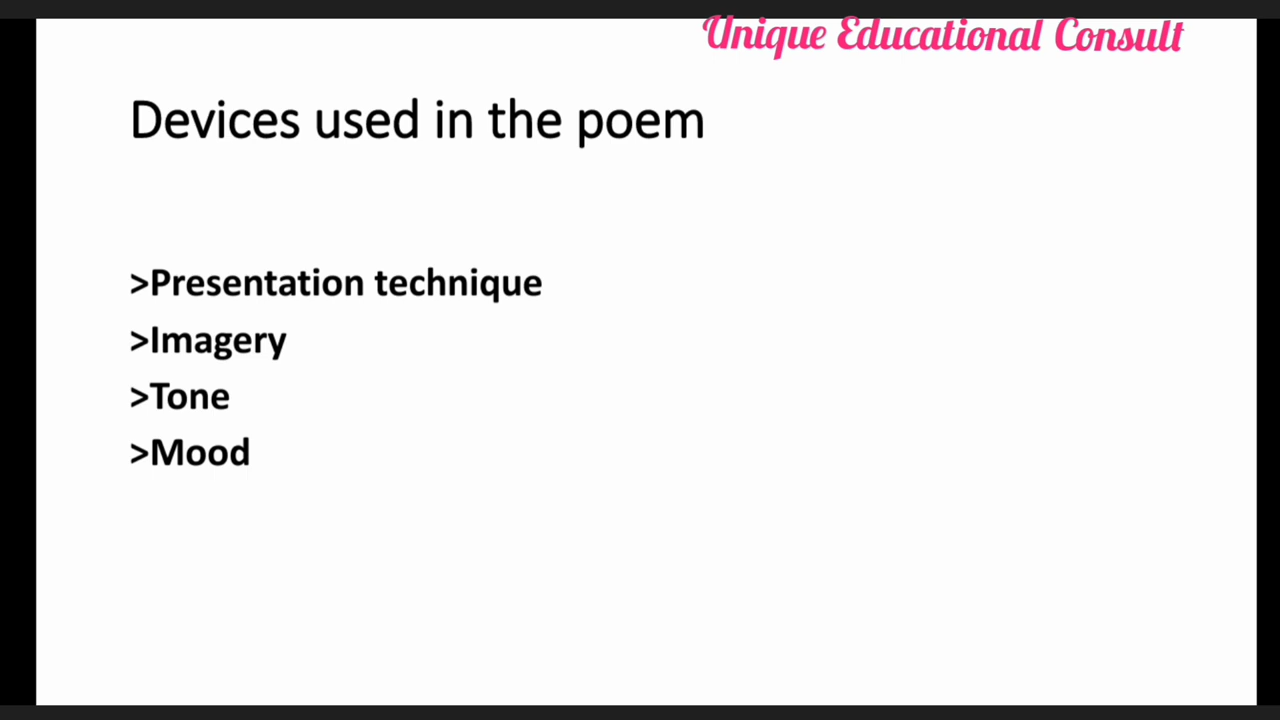 Unique Educational Consult
Devices used in the poem
>Presentation technique
>Imagery
>Tone
>Mood